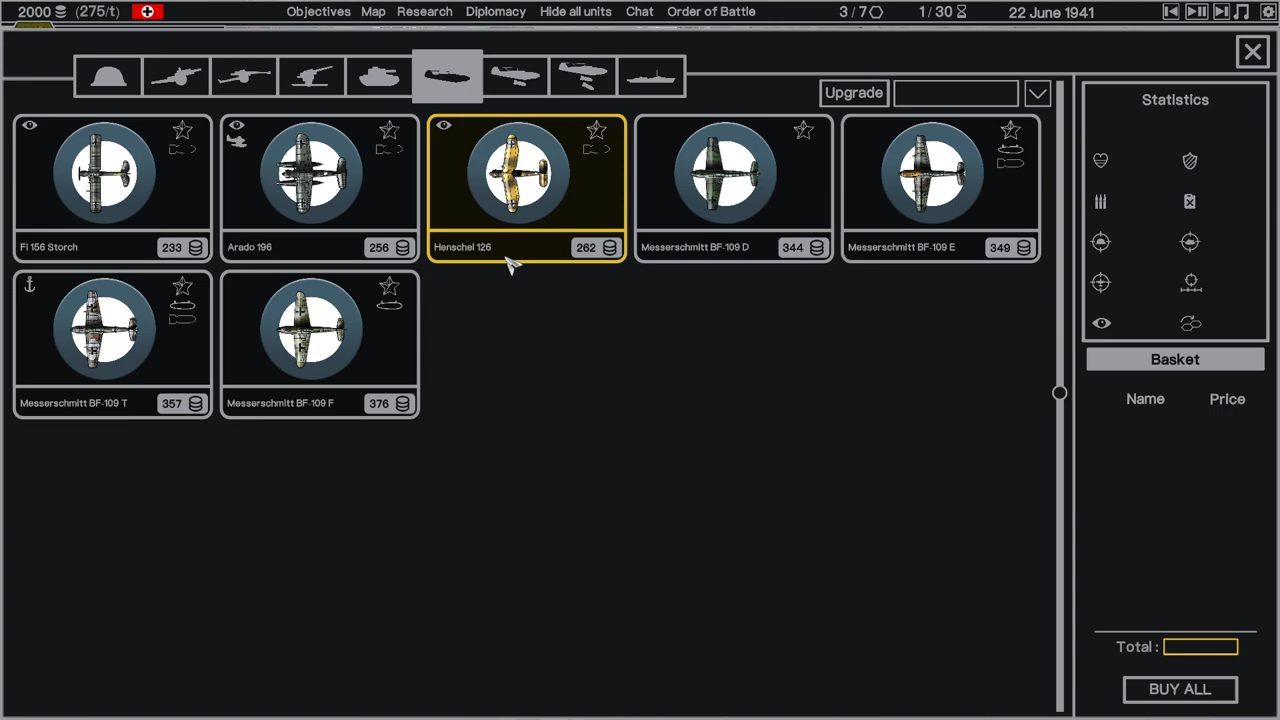 2000 (275/t) Objectives Map Research Diplomacy Hide all units Chat Order of Battle 3 / 7 1 / 30 22 June 1941
Upgrade
Statistics
Fl 156 Storch 233
Arado 196 256
Henschel 126 262
Messerschmitt BF-109 D 344
Messerschmitt BF-109 E 349
Messerschmitt BF-109 T 357
Messerschmitt BF-109 F 376
Basket
Name Price
Total :
BUY ALL